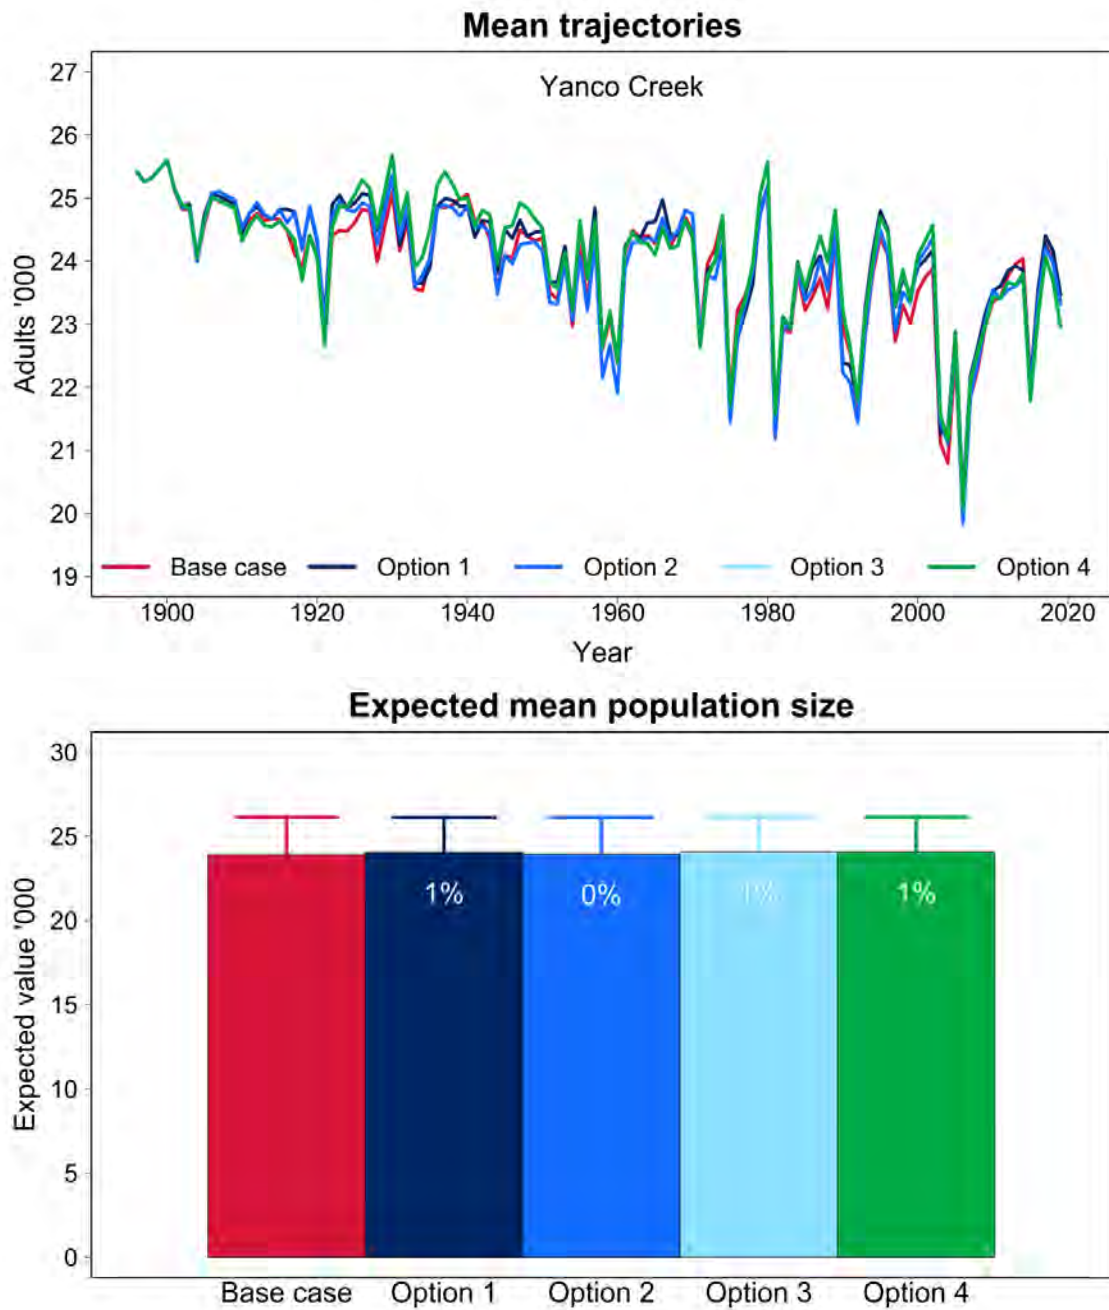 Mean trajectories
Yanco Creek
27
26
25
24
23
22
21
20
19
Adults '000
Base case Option 1 Option 2 Option 3 Option 4
1900 1920 1940 1960 1980 2000 2020
Year
Expected mean population size
30
25
20
15
10
5
0
Expected value '000
1% 0% 1% 1%
Base case Option 1 Option 2 Option 3 Option 4